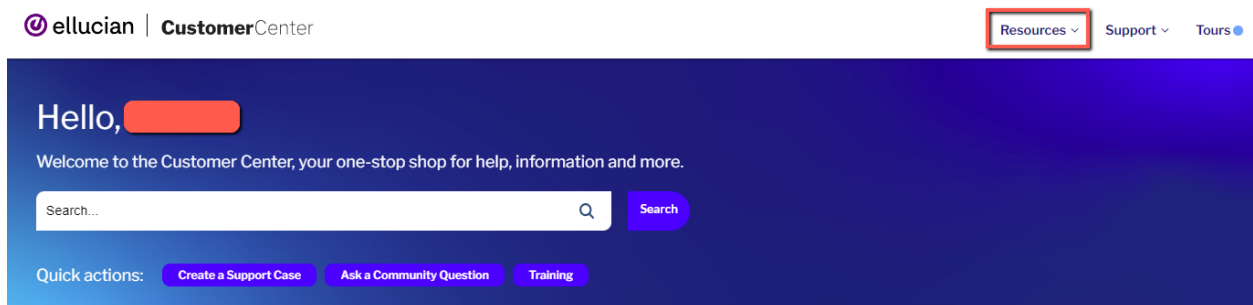 ellucian | CustomerCenter
Resources Support Tours
Hello,
Welcome to the Customer Center, your one-stop shop for help, information and more.
Search... Search
Quick actions: Create a Support Case Ask a Community Question Training